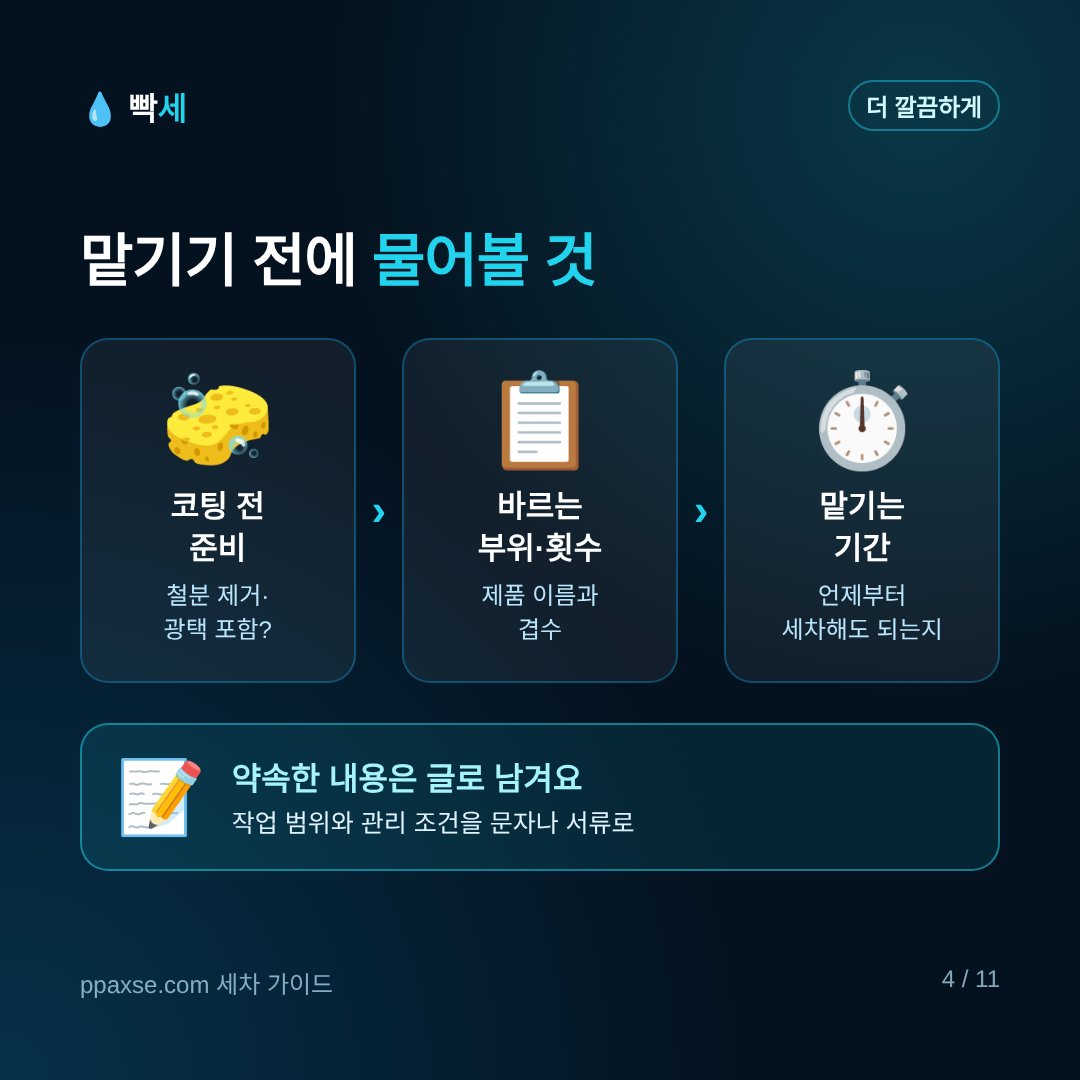 빡세
더 깔끔하게
맡기기 전에 물어볼 것
코팅 전
준비
철분 제거·
광택 포함?
›
바르는
부위·횟수
제품 이름과
겹수
›
맡기는
기간
언제부터
세차해도 되는지
약속한 내용은 글로 남겨요
작업 범위와 관리 조건을 문자나 서류로
ppaxse.com 세차 가이드
4 / 11